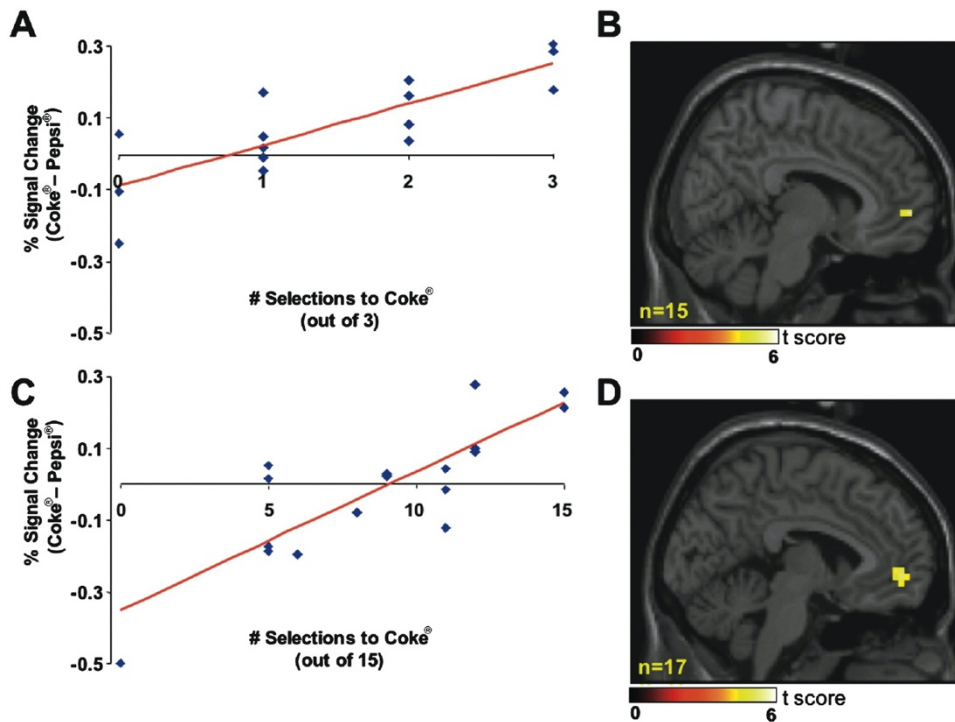 A
0.3
0.1
-0.1
-0.3
-0.5
% Signal Change
(Coke®– Pepsi®)
0
1
2
3
# Selections to Coke®
(out of 3)
B
n=15
0
6
t score
C
0.3
0.1
-0.1
-0.3
-0.5
% Signal Change
(Coke®– Pepsi®)
0
5
10
15
# Selections to Coke®
(out of 15)
D
n=17
0
6
t score